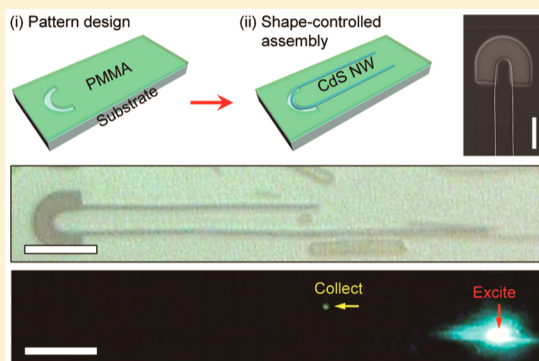 (i) Pattern design
(ii) Shape-controlled
assembly
PMMA
Substrate
CdS NW
Collect
Excite